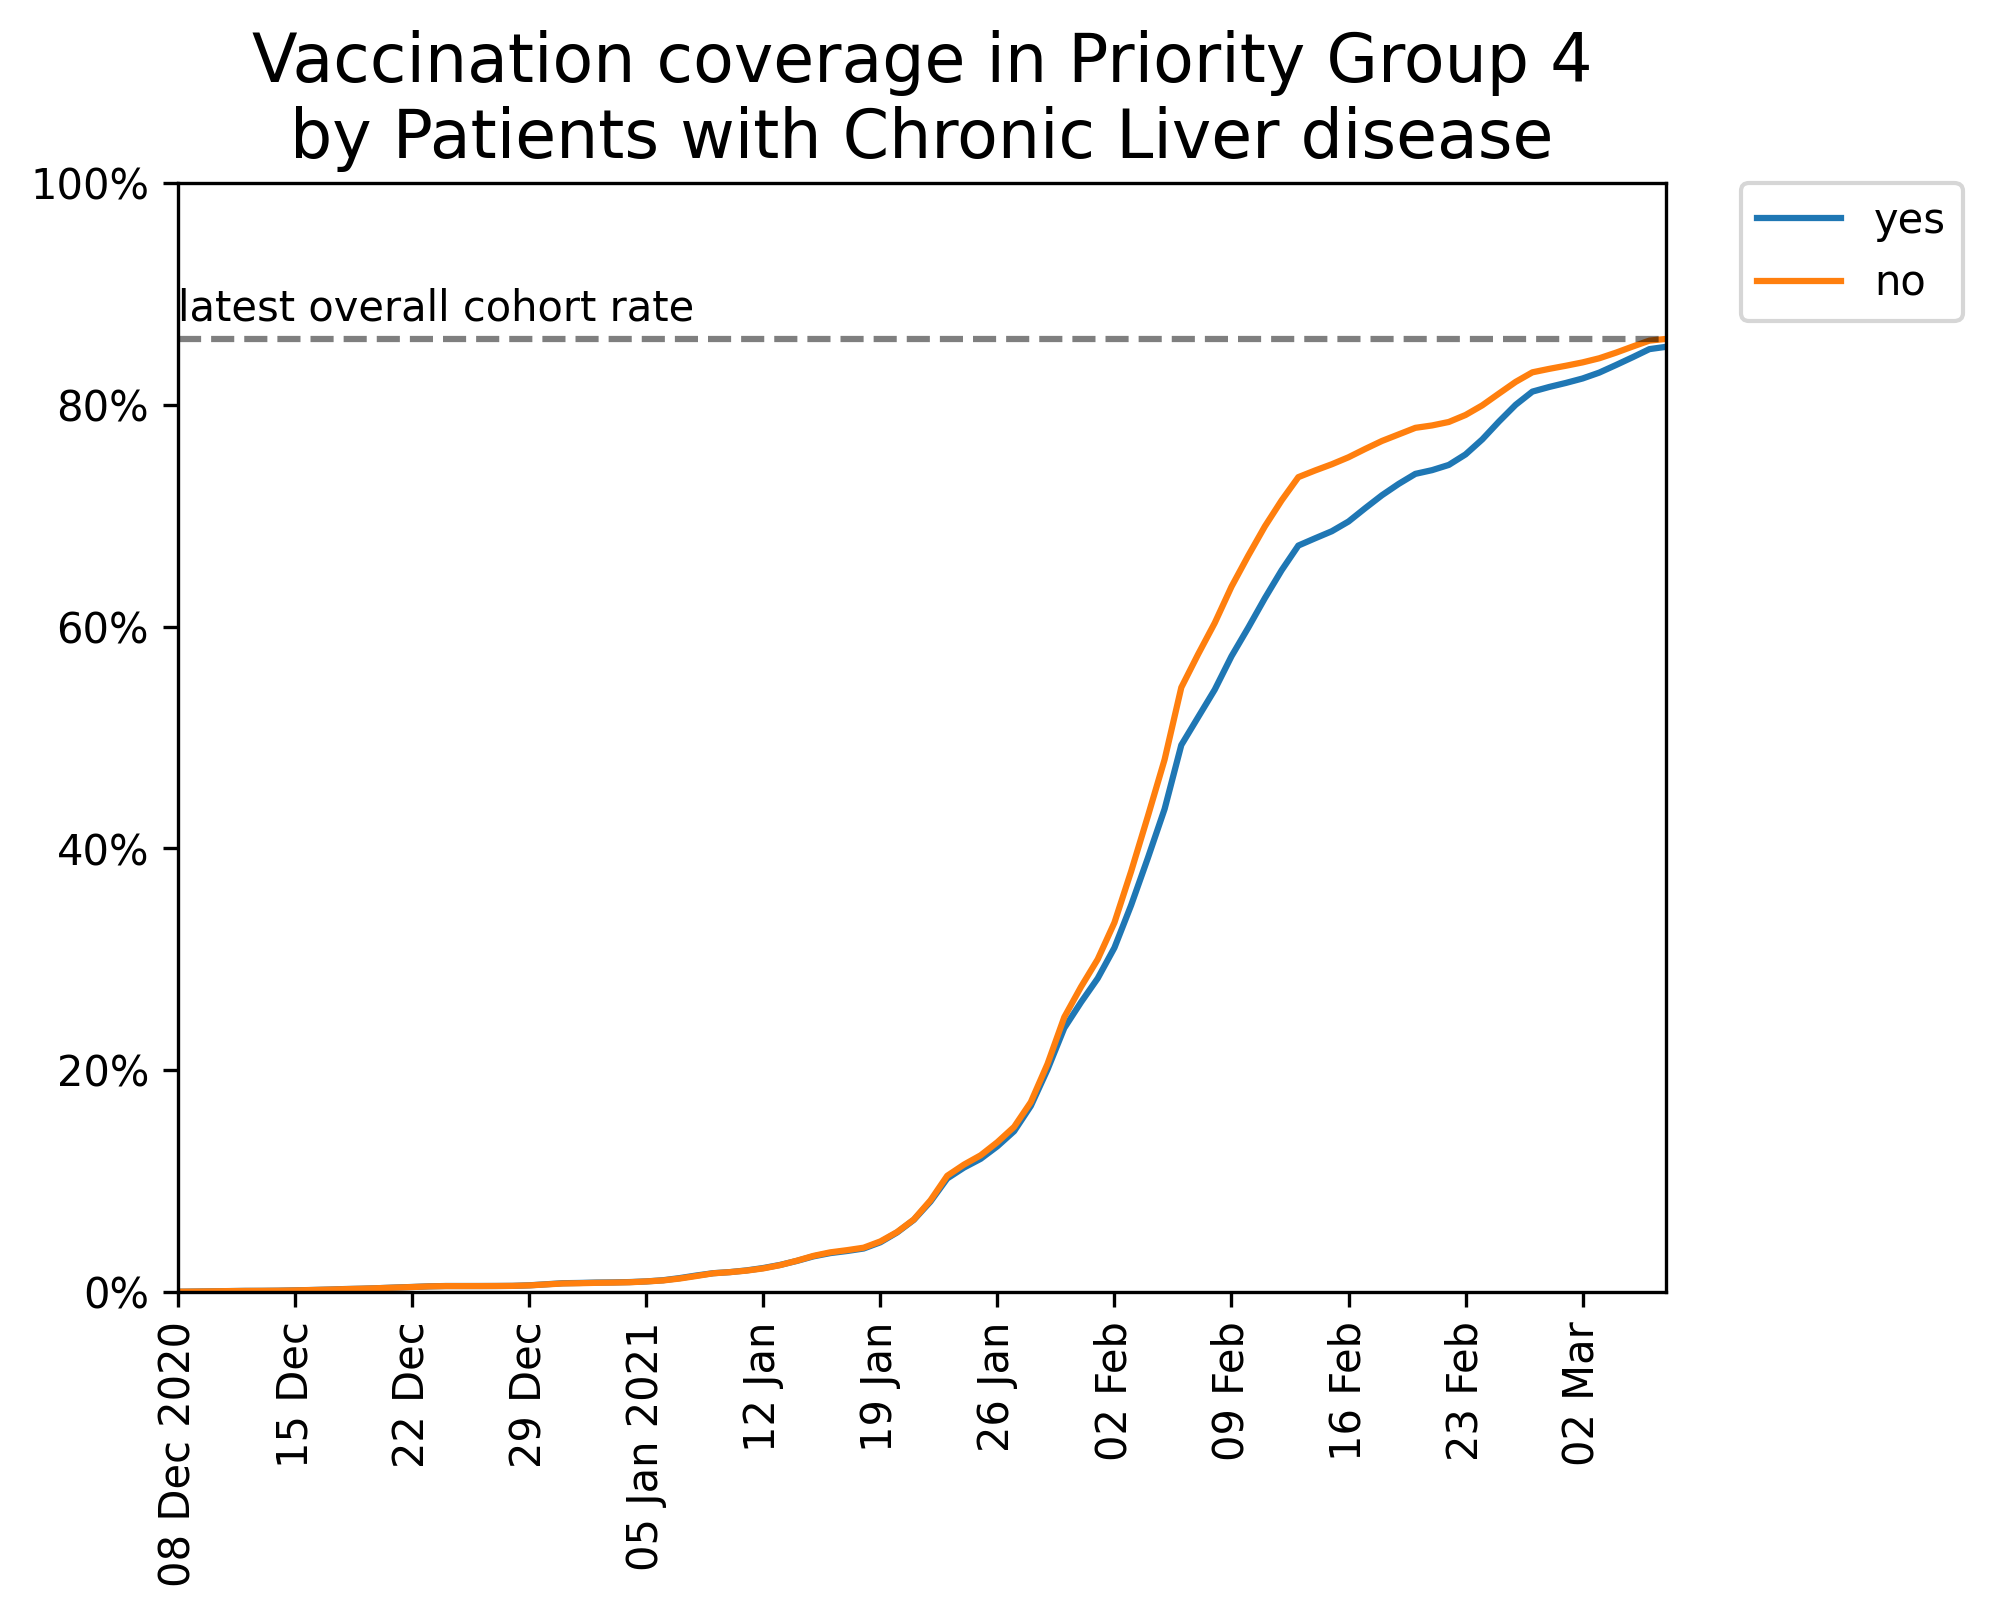 Vaccination coverage in Priority Group 4
by Patients with Chronic Liver disease
100%
80%
60%
40%
20%
0%
latest overall cohort rate
yes
no
08 Dec 2020
15 Dec
22 Dec
29 Dec
05 Jan 2021
12 Jan
19 Jan
26 Jan
02 Feb
09 Feb
16 Feb
23 Feb
02 Mar